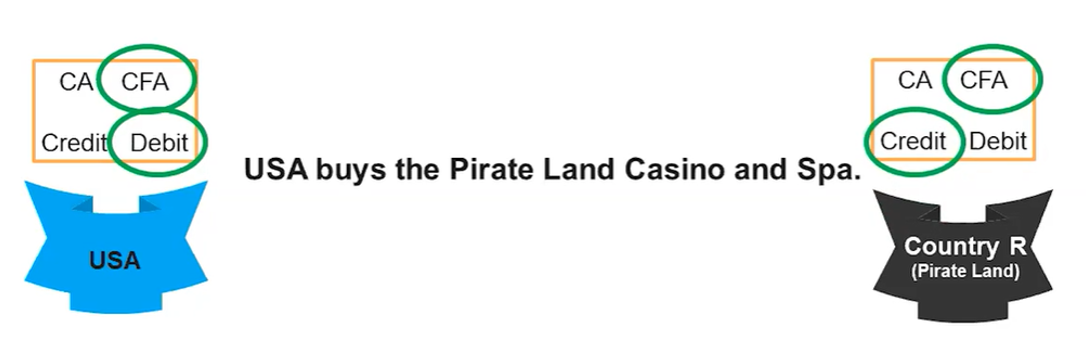 CA CFA
Credit Debit
USA
USA buys the Pirate Land Casino and Spa.
CA CFA
Credit Debit
Country R
(Pirate Land)